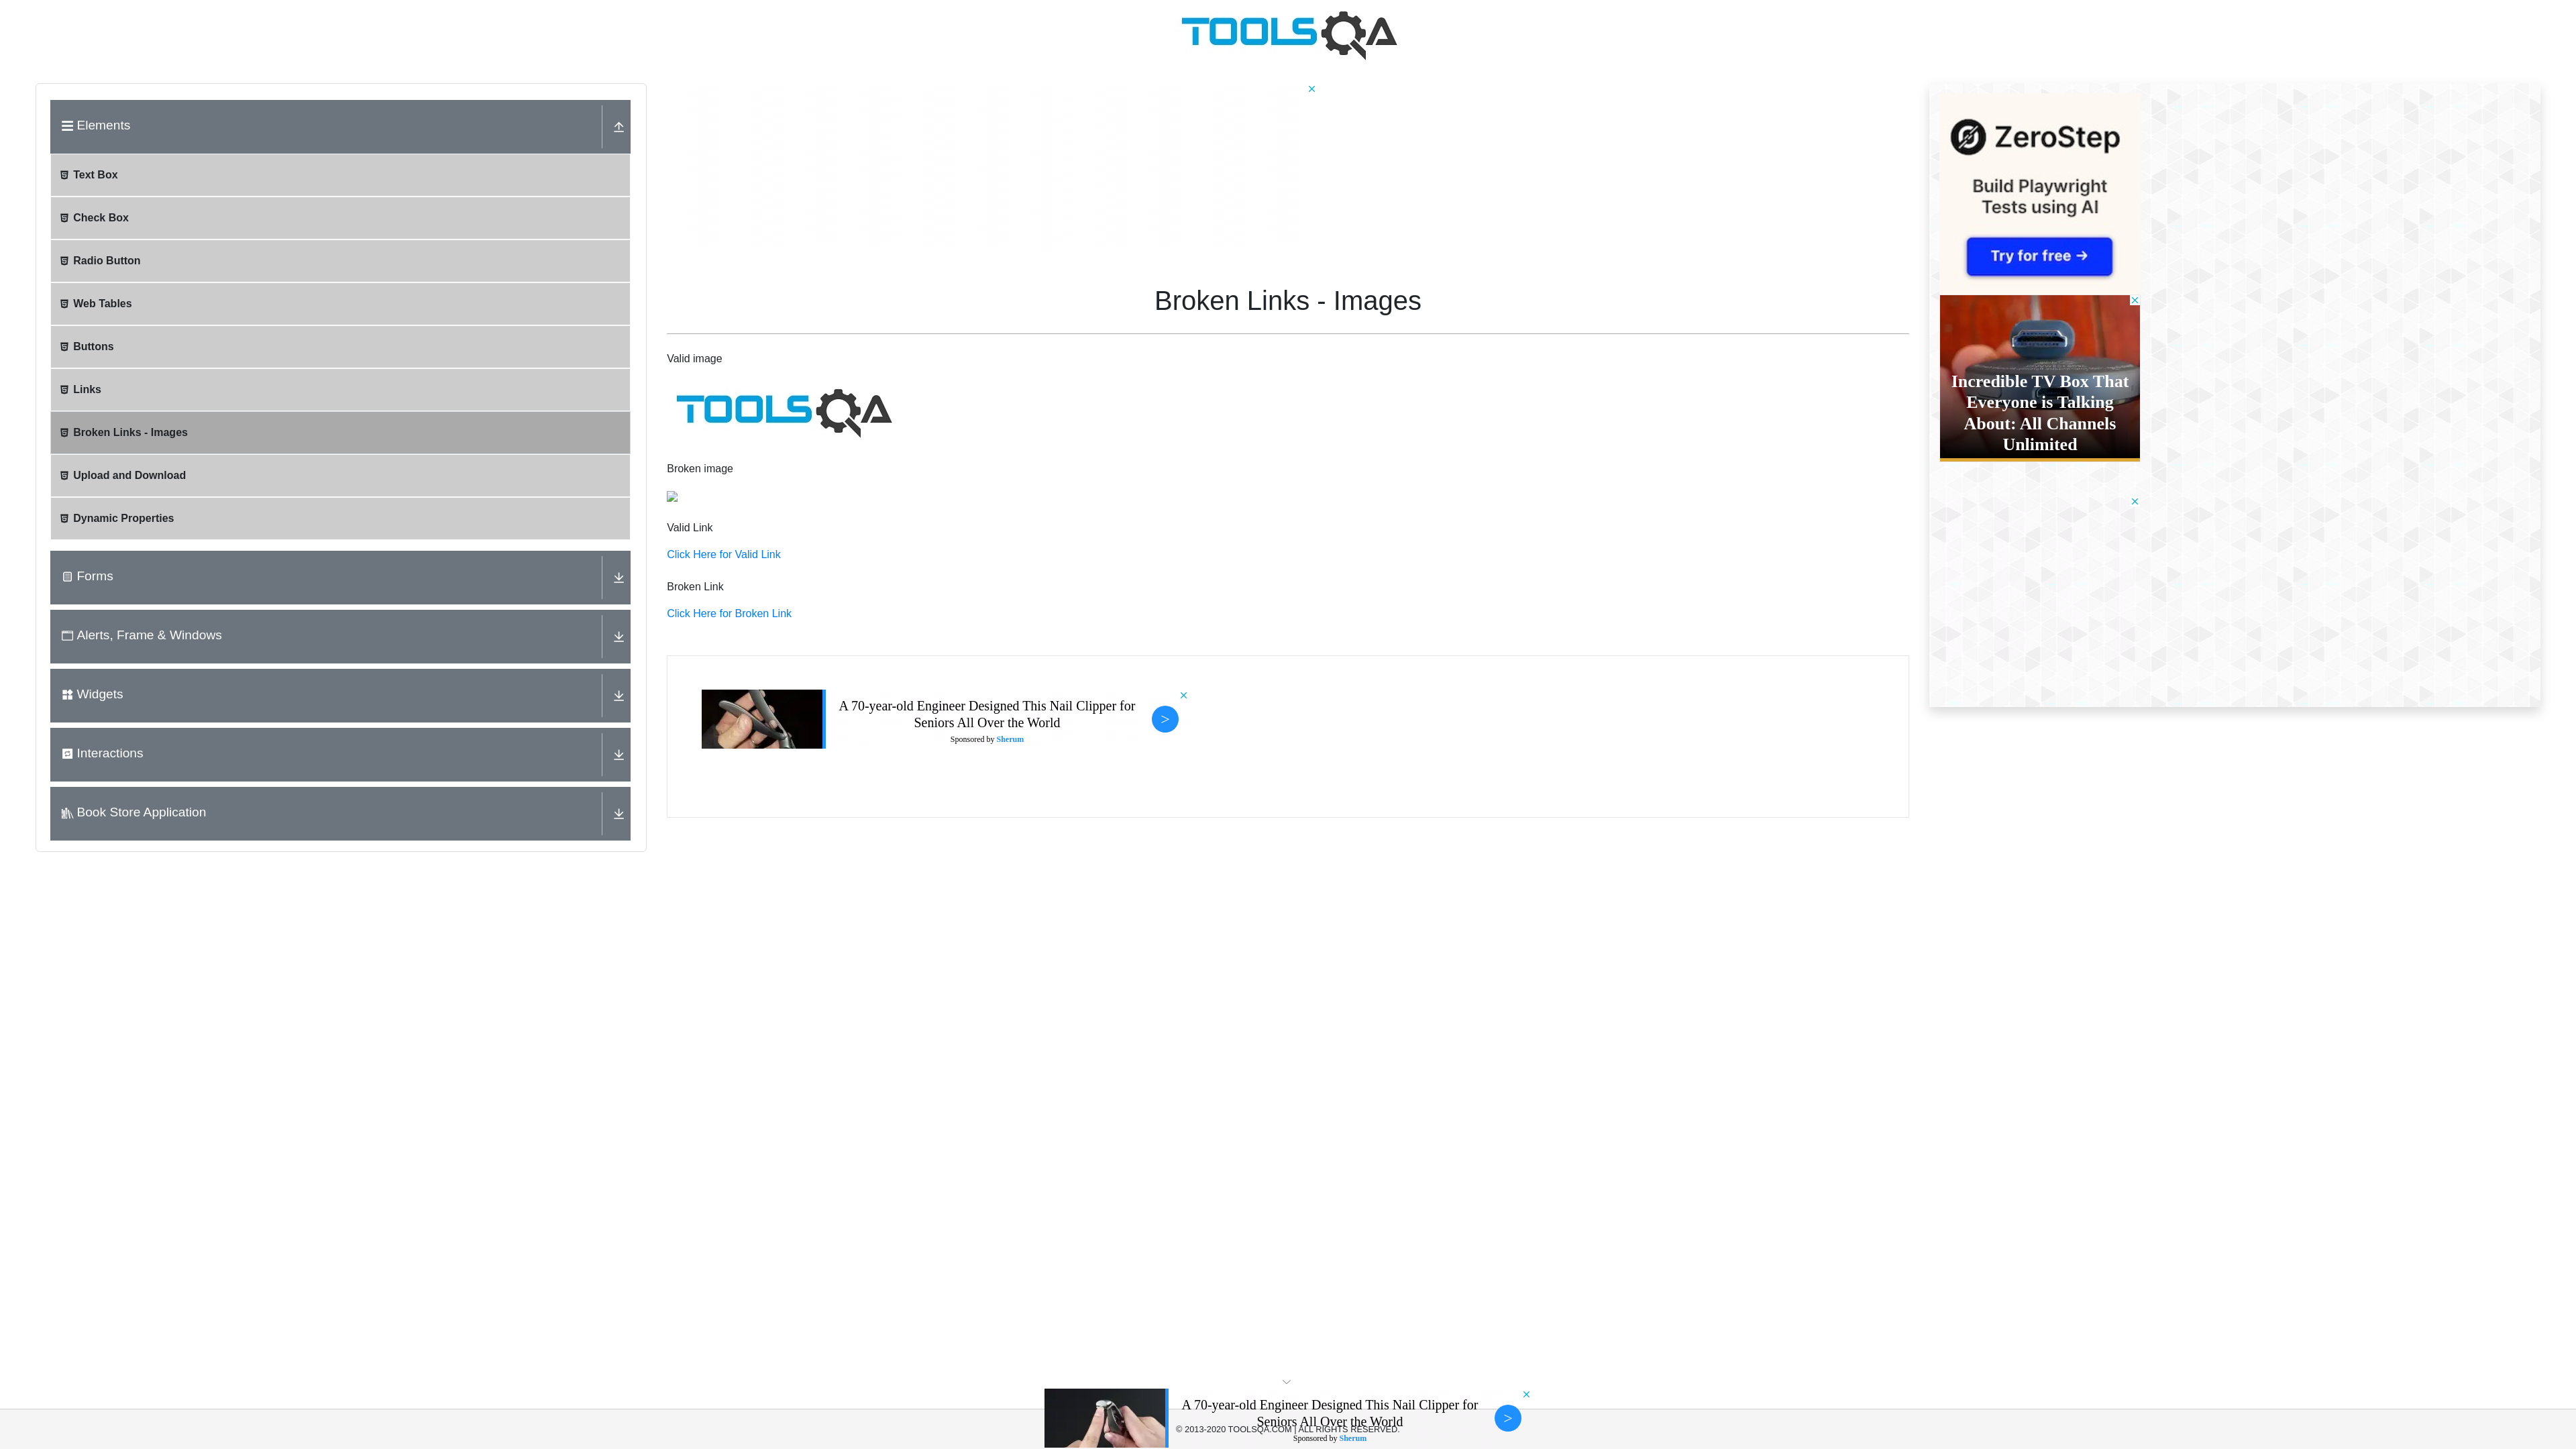 TOOLSQA
Elements
Text Box
Check Box
Radio Button
Web Tables
Buttons
Links
Broken Links - Images
Upload and Download
Dynamic Properties
Forms
Alerts, Frame & Windows
Widgets
Interactions
Book Store Application
Broken Links - Images
Valid image
TOOLSQA
Broken image
Valid Link
Click Here for Valid Link
Broken Link
Click Here for Broken Link
A 70-year-old Engineer Designed This Nail Clipper for
Seniors All Over the World
Sponsored by Sherum
>
ZeroStep
Build Playwright
Tests using AI
Try for free →
Incredible TV Box That
Everyone is Talking
About: All Channels
Unlimited
A 70-year-old Engineer Designed This Nail Clipper for
Seniors All Over the World
© 2013-2020 TOOLSQA.COM | ALL RIGHTS RESERVED.
Sponsored by Sherum
>